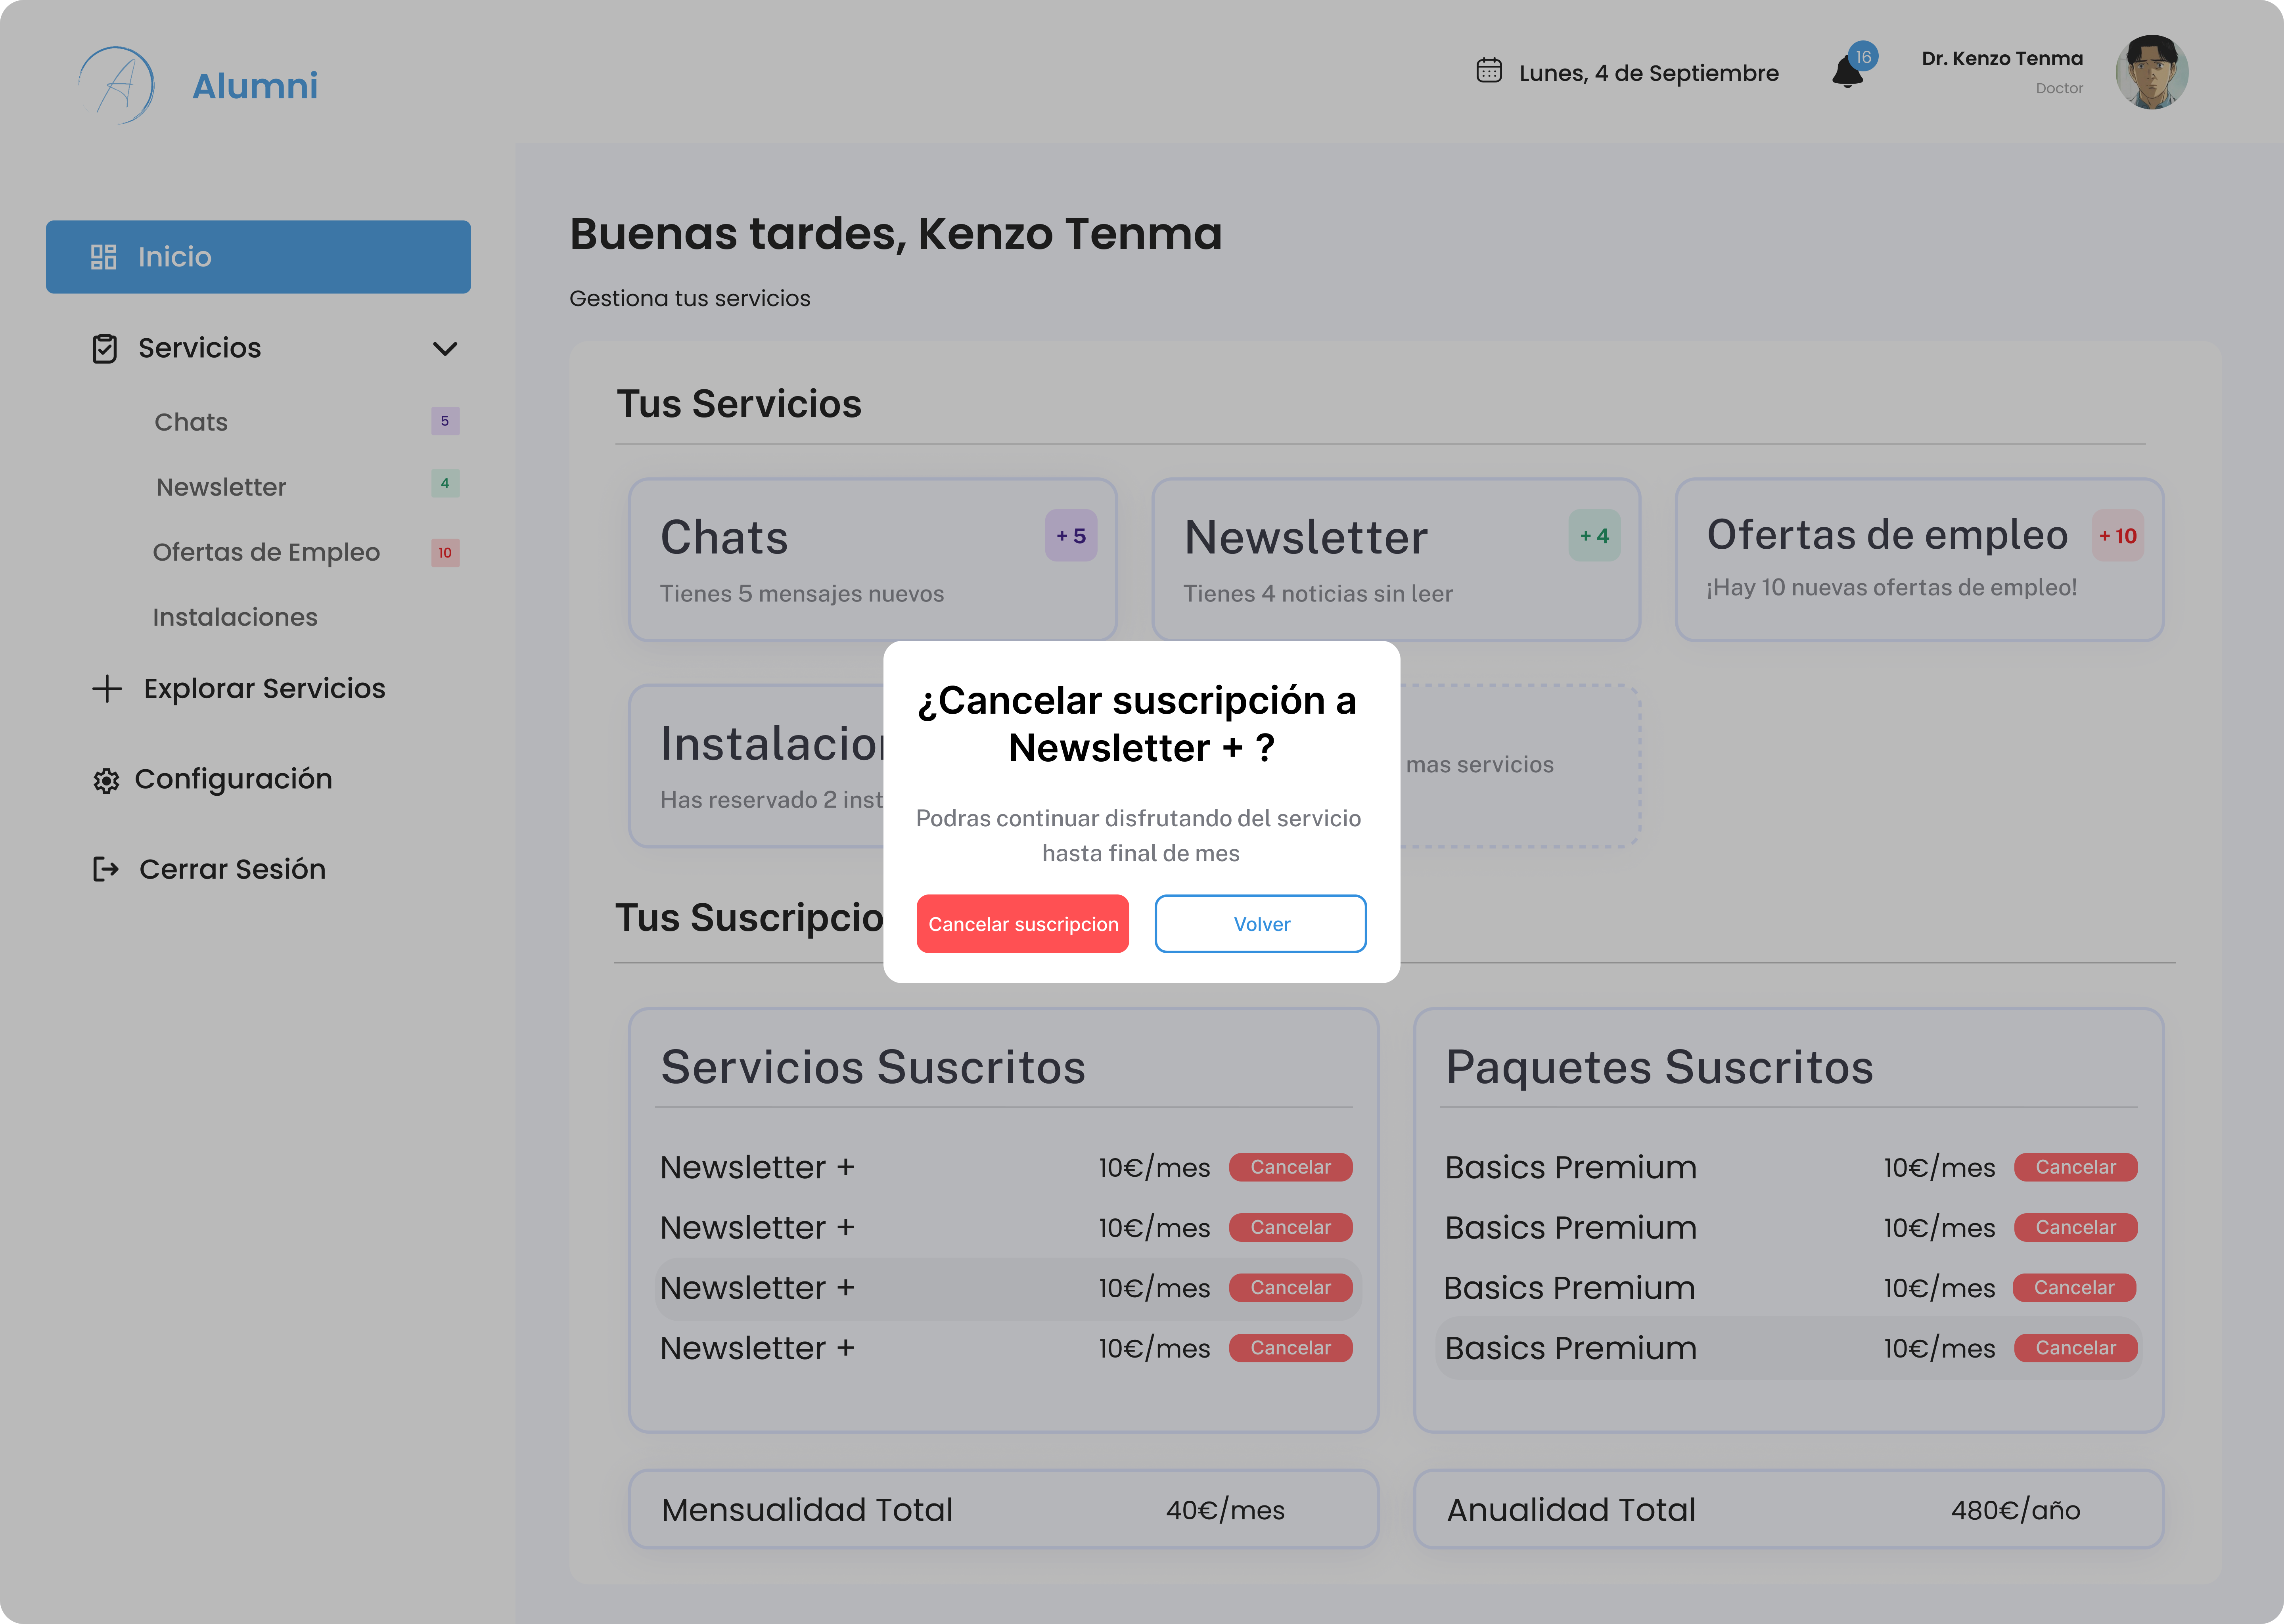 Alumni
Lunes, 4 de Septiembre
16
Dr. Kenzo Tenma
Doctor
Inicio
Servicios
Chats
5
Newsletter
4
Ofertas de Empleo
10
Instalaciones
Explorar Servicios
Configuración
Cerrar Sesión
Buenas tardes, Kenzo Tenma
Gestiona tus servicios
Tus Servicios
Chats
+ 5
Tienes 5 mensajes nuevos
Newsletter
+ 4
Tienes 4 noticias sin leer
Ofertas de empleo
+ 10
¡Hay 10 nuevas ofertas de empleo!
Has reservado 2
mas servicios
¿Cancelar suscripción a
Newsletter + ?
Podras continuar disfrutando del servicio
hasta final de mes
Cancelar suscripcion
Volver
Tus
Servicios Suscritos
Newsletter + 10€/mes Cancelar
Newsletter + 10€/mes Cancelar
Newsletter + 10€/mes Cancelar
Newsletter + 10€/mes Cancelar
Paquetes Suscritos
Basics Premium 10€/mes Cancelar
Basics Premium 10€/mes Cancelar
Basics Premium 10€/mes Cancelar
Basics Premium 10€/mes Cancelar
Mensualidad Total 40€/mes
Anualidad Total 480€/año